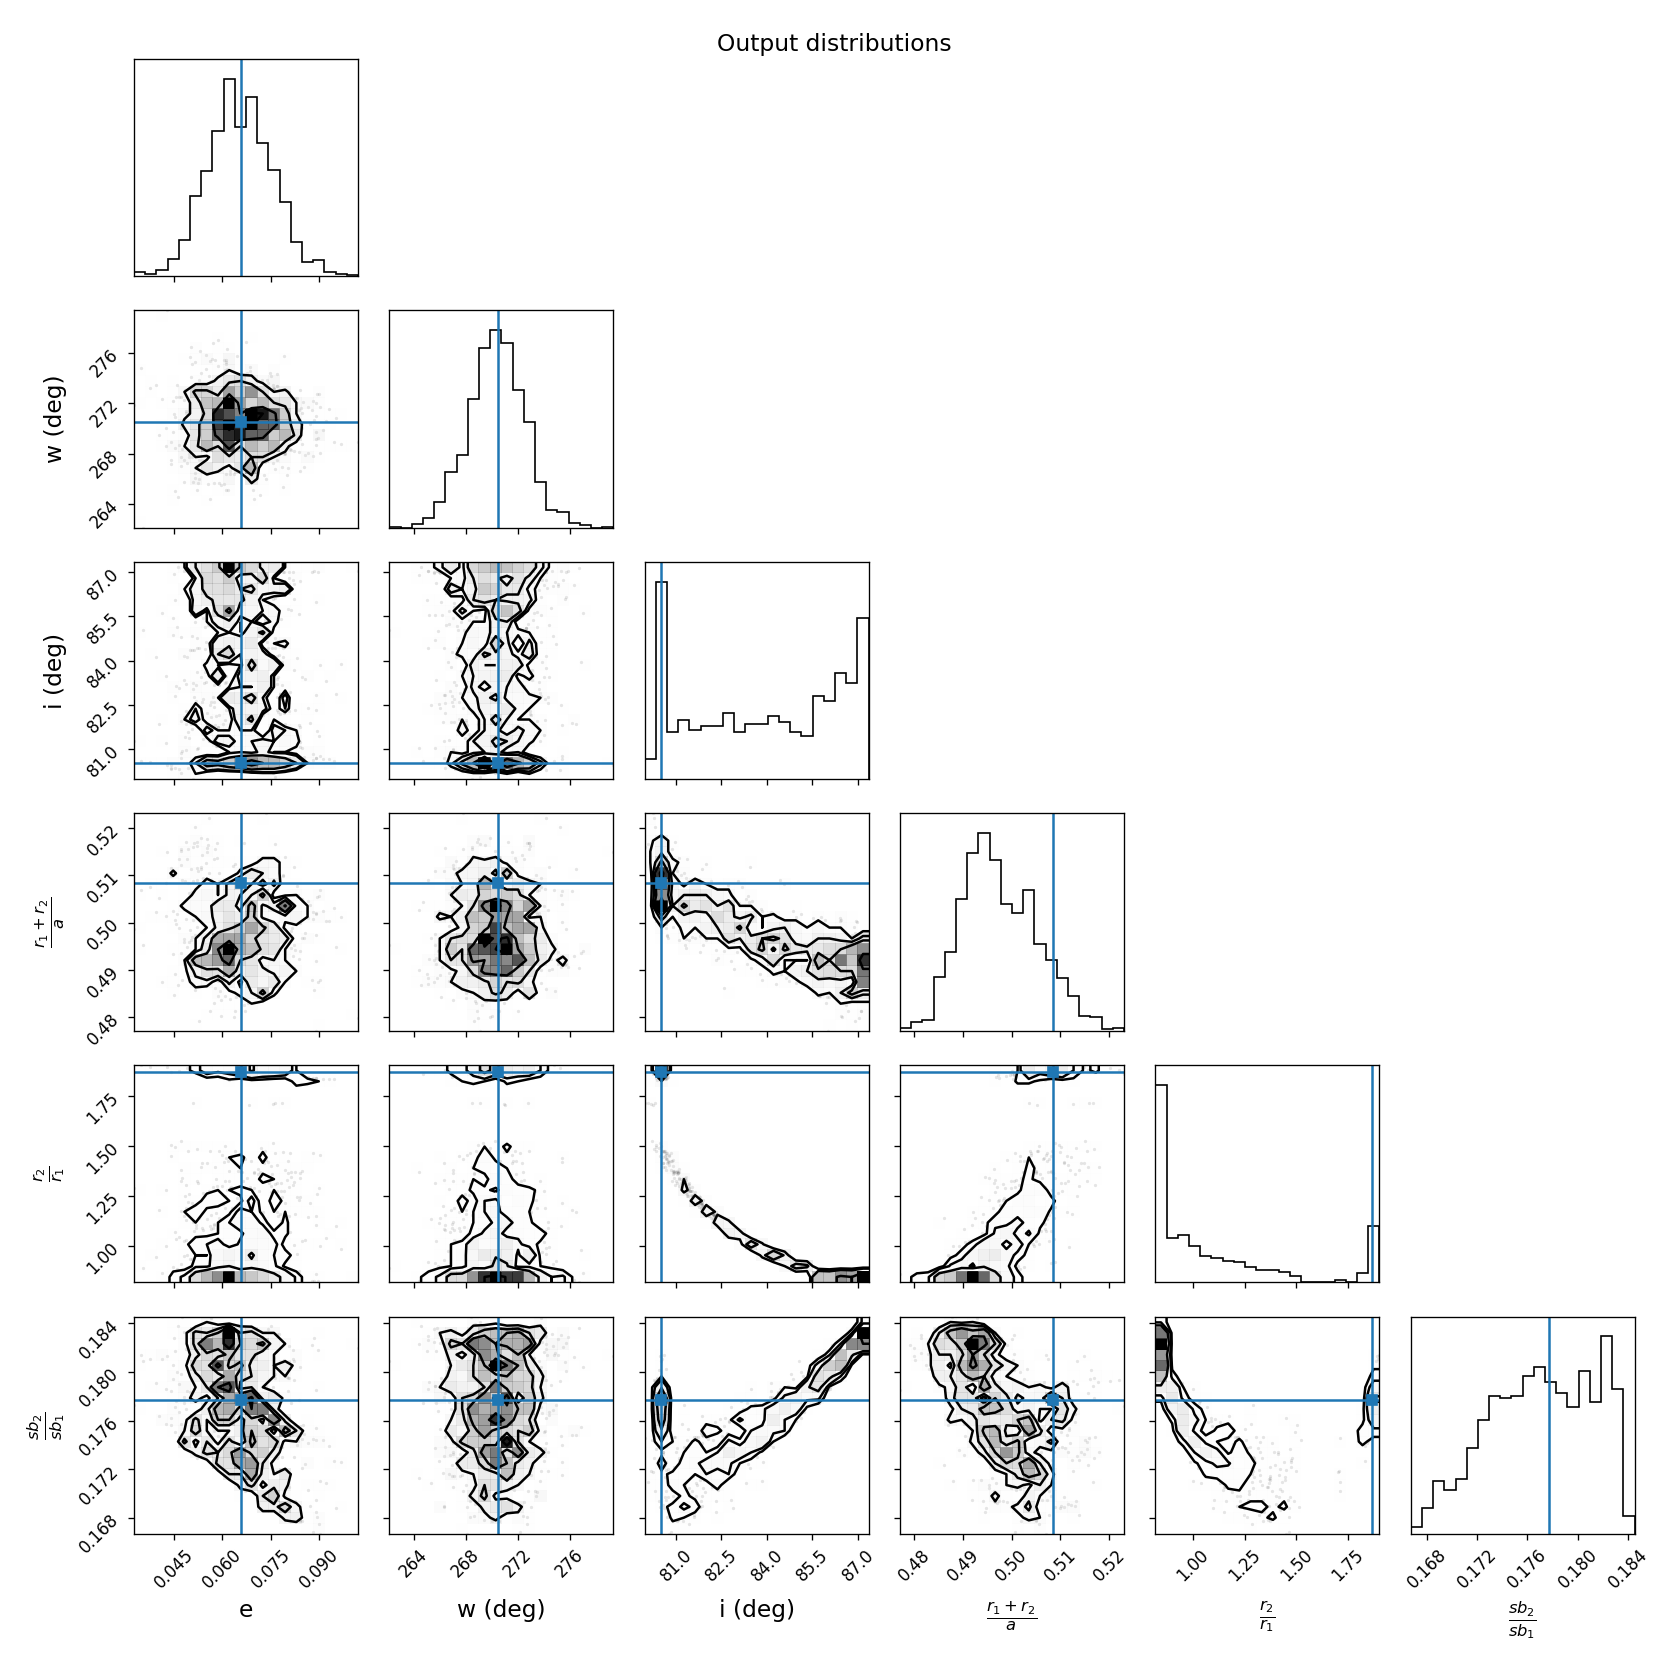 Output distributions
276
272
268
264
w (deg)
87.0
85.5
84.0
82.5
81.0
i (deg)
0.52
0.51
0.50
0.49
0.48
r₁ + r₂
a
1.75
1.50
1.25
1.00
r₂
r₁
0.184
0.180
0.176
0.172
0.168
sb₂
sb₁
0.045 0.060 0.075 0.090 264 268 272 276 81.0 82.5 84.0 85.5 87.0 0.48 0.49 0.50 0.51 0.52 1.00 1.25 1.50 1.75 0.168 0.172 0.176 0.180 0.184
e w (deg) i (deg) r₁ + r₂ r₂ sb₂
a r₁ sb₁